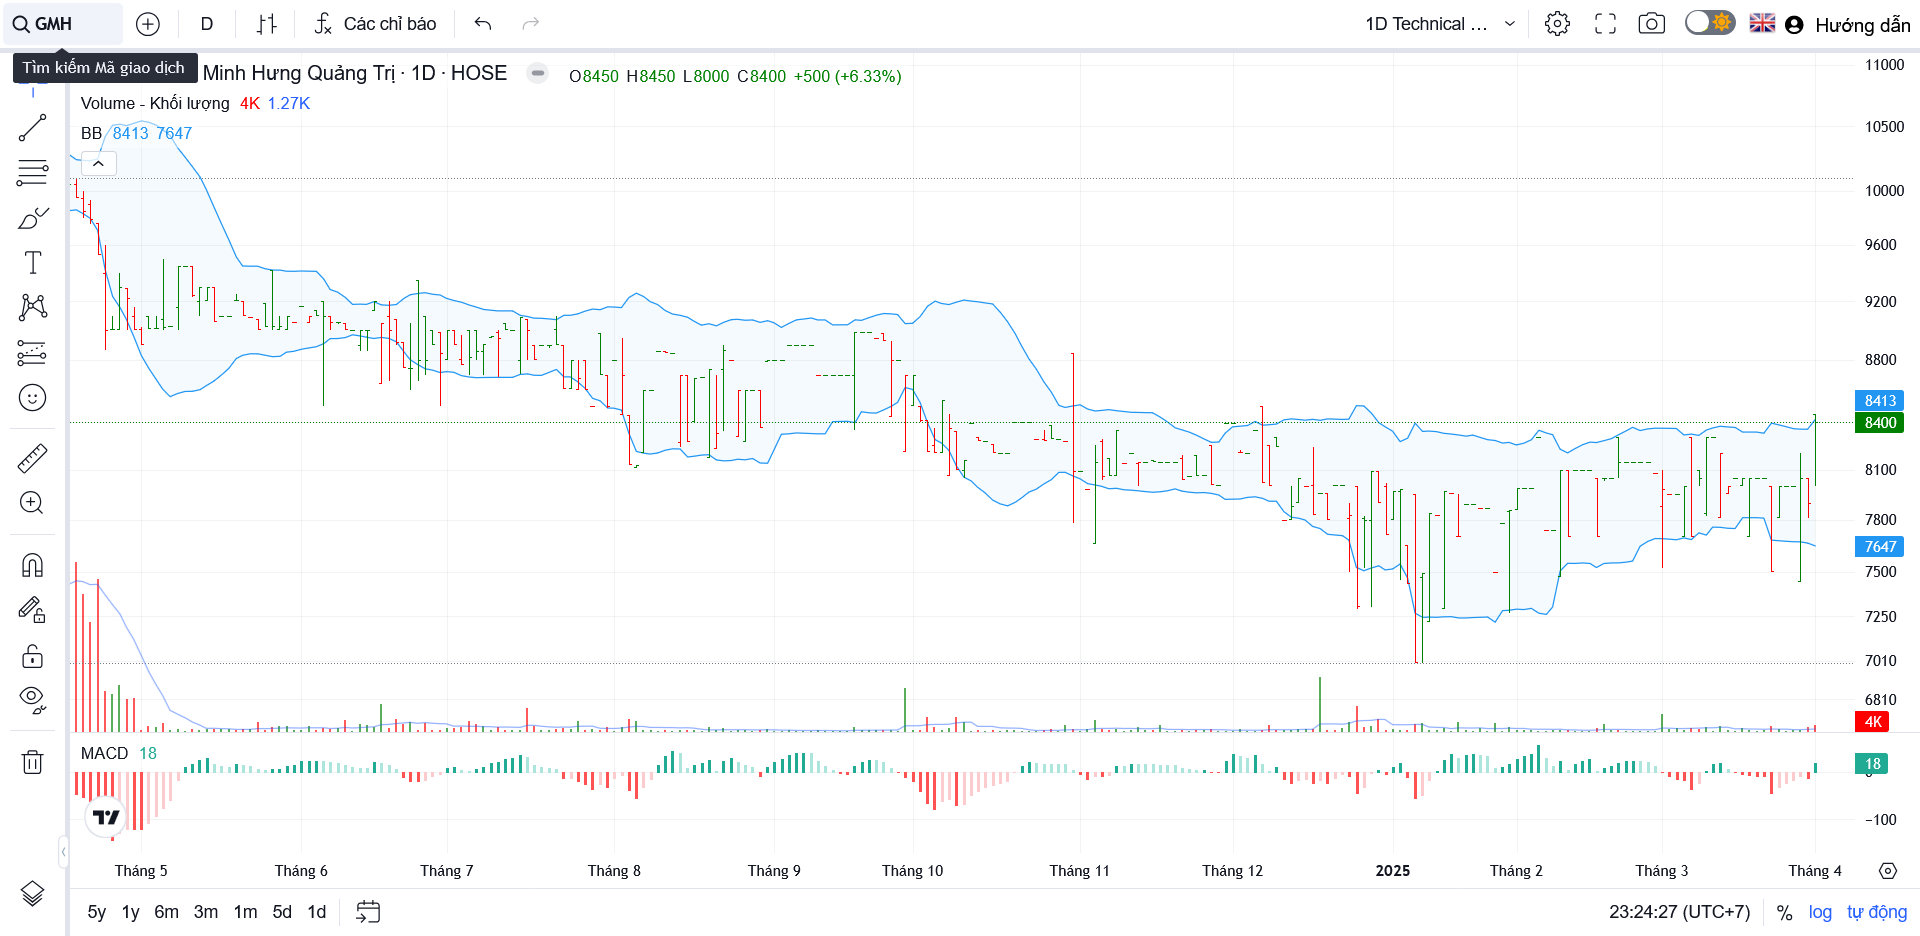 GMH
D
Các chỉ báo
1D Technical ...
Hướng dẫn
Tìm kiếm Mã giao dịch
Minh Hưng Quảng Trị · 1D · HOSE
O8450 H8450 L8000 C8400 +500 (+6.33%)
Volume - Khối lượng 4K 1.27K
BB 8413 7647
11000
10500
10000
9600
9200
8800
8413
8400
8100
7800
7647
7500
7250
7010
6810
4K
MACD 18
18
−100
Tháng 5
Tháng 6
Tháng 7
Tháng 8
Tháng 9
Tháng 10
Tháng 11
Tháng 12
2025
Tháng 2
Tháng 3
Tháng 4
5y 1y 6m 3m 1m 5d 1d
23:24:27 (UTC+7)
% log tự động